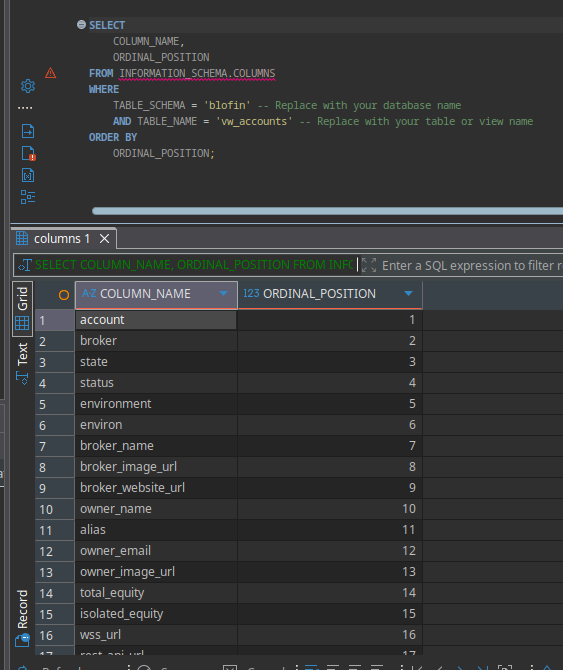 SELECT
COLUMN_NAME,
ORDINAL_POSITION
FROM INFORMATION_SCHEMA.COLUMNS
WHERE
TABLE_SCHEMA = 'blofin' -- Replace with your database name
AND TABLE_NAME = 'vw_accounts' -- Replace with your table or view name
ORDER BY
ORDINAL_POSITION;
columns 1
SELECT COLUMN_NAME, ORDINAL_POSITION FROM INFO Enter a SQL expression to filter r
Grid
Text
Record
A-Z COLUMN_NAME 123 ORDINAL_POSITION
1 account 1
2 broker 2
3 state 3
4 status 4
5 environment 5
6 environ 6
7 broker_name 7
8 broker_image_url 8
9 broker_website_url 9
10 owner_name 10
11 alias 11
12 owner_email 12
13 owner_image_url 13
14 total_equity 14
15 isolated_equity 15
16 wss_url 16
17 rest_api_url 17